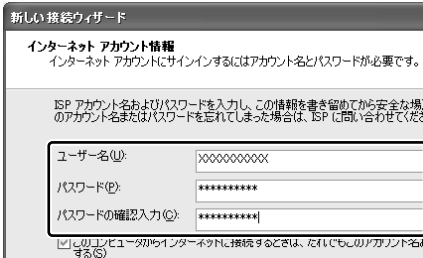 新しい接続ウィザード
インターネット アカウント情報
インターネット アカウントにサインインするにはアカウント名とパスワードが必要です。
ISP アカウント名およびパスワードを入力し、この情報を書き留めてから安全な場
のアカウント名またはパスワードを忘れてしまった場合は、ISP に問い合わせてくださ
ユーザー名(U): XXXXXXXXXX
パスワード(P): **********
パスワードの確認入力(C): **********
このコンピュータからインターネットに接続するときは、だれでもこのアカウント名お
する(S)